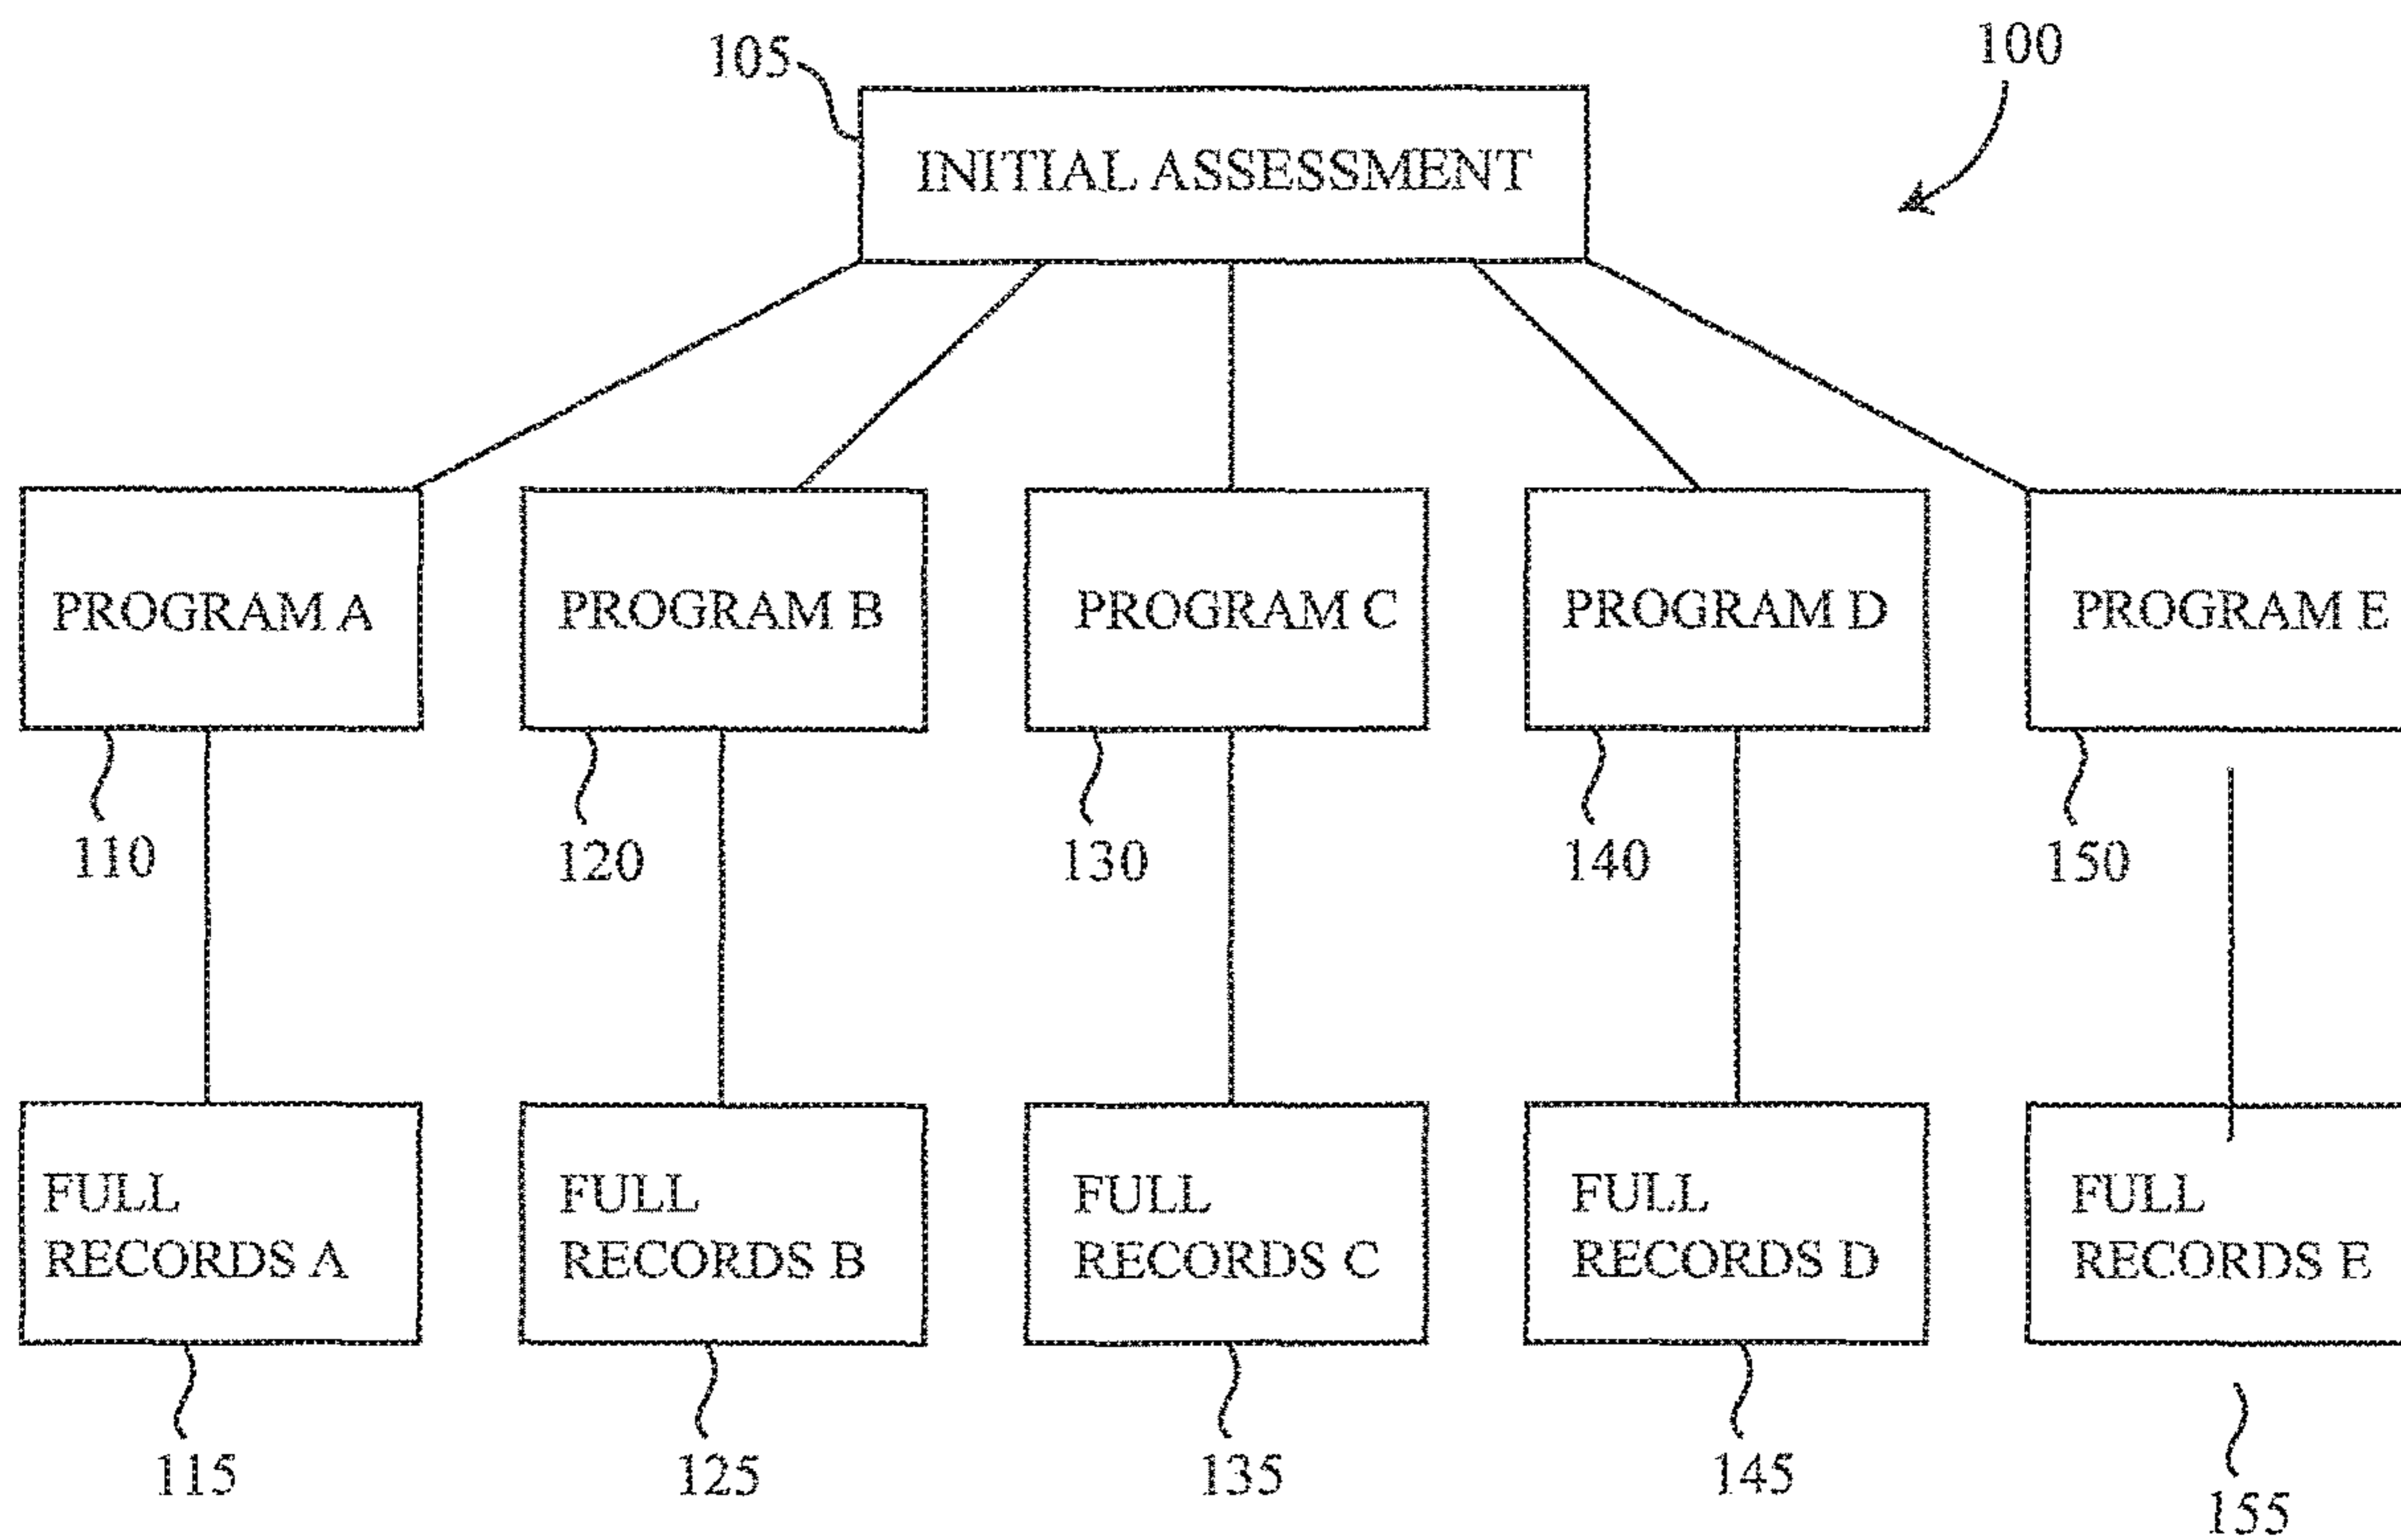 105
100
INITIAL ASSESSMENT
PROGRAM A
PROGRAM B
PROGRAM C
PROGRAM D
PROGRAM E
110
120
130
140
150
FULL
RECORDS A
FULL
RECORDS B
FULL
RECORDS C
FULL
RECORDS D
FULL
RECORDS E
115
125
135
145
155